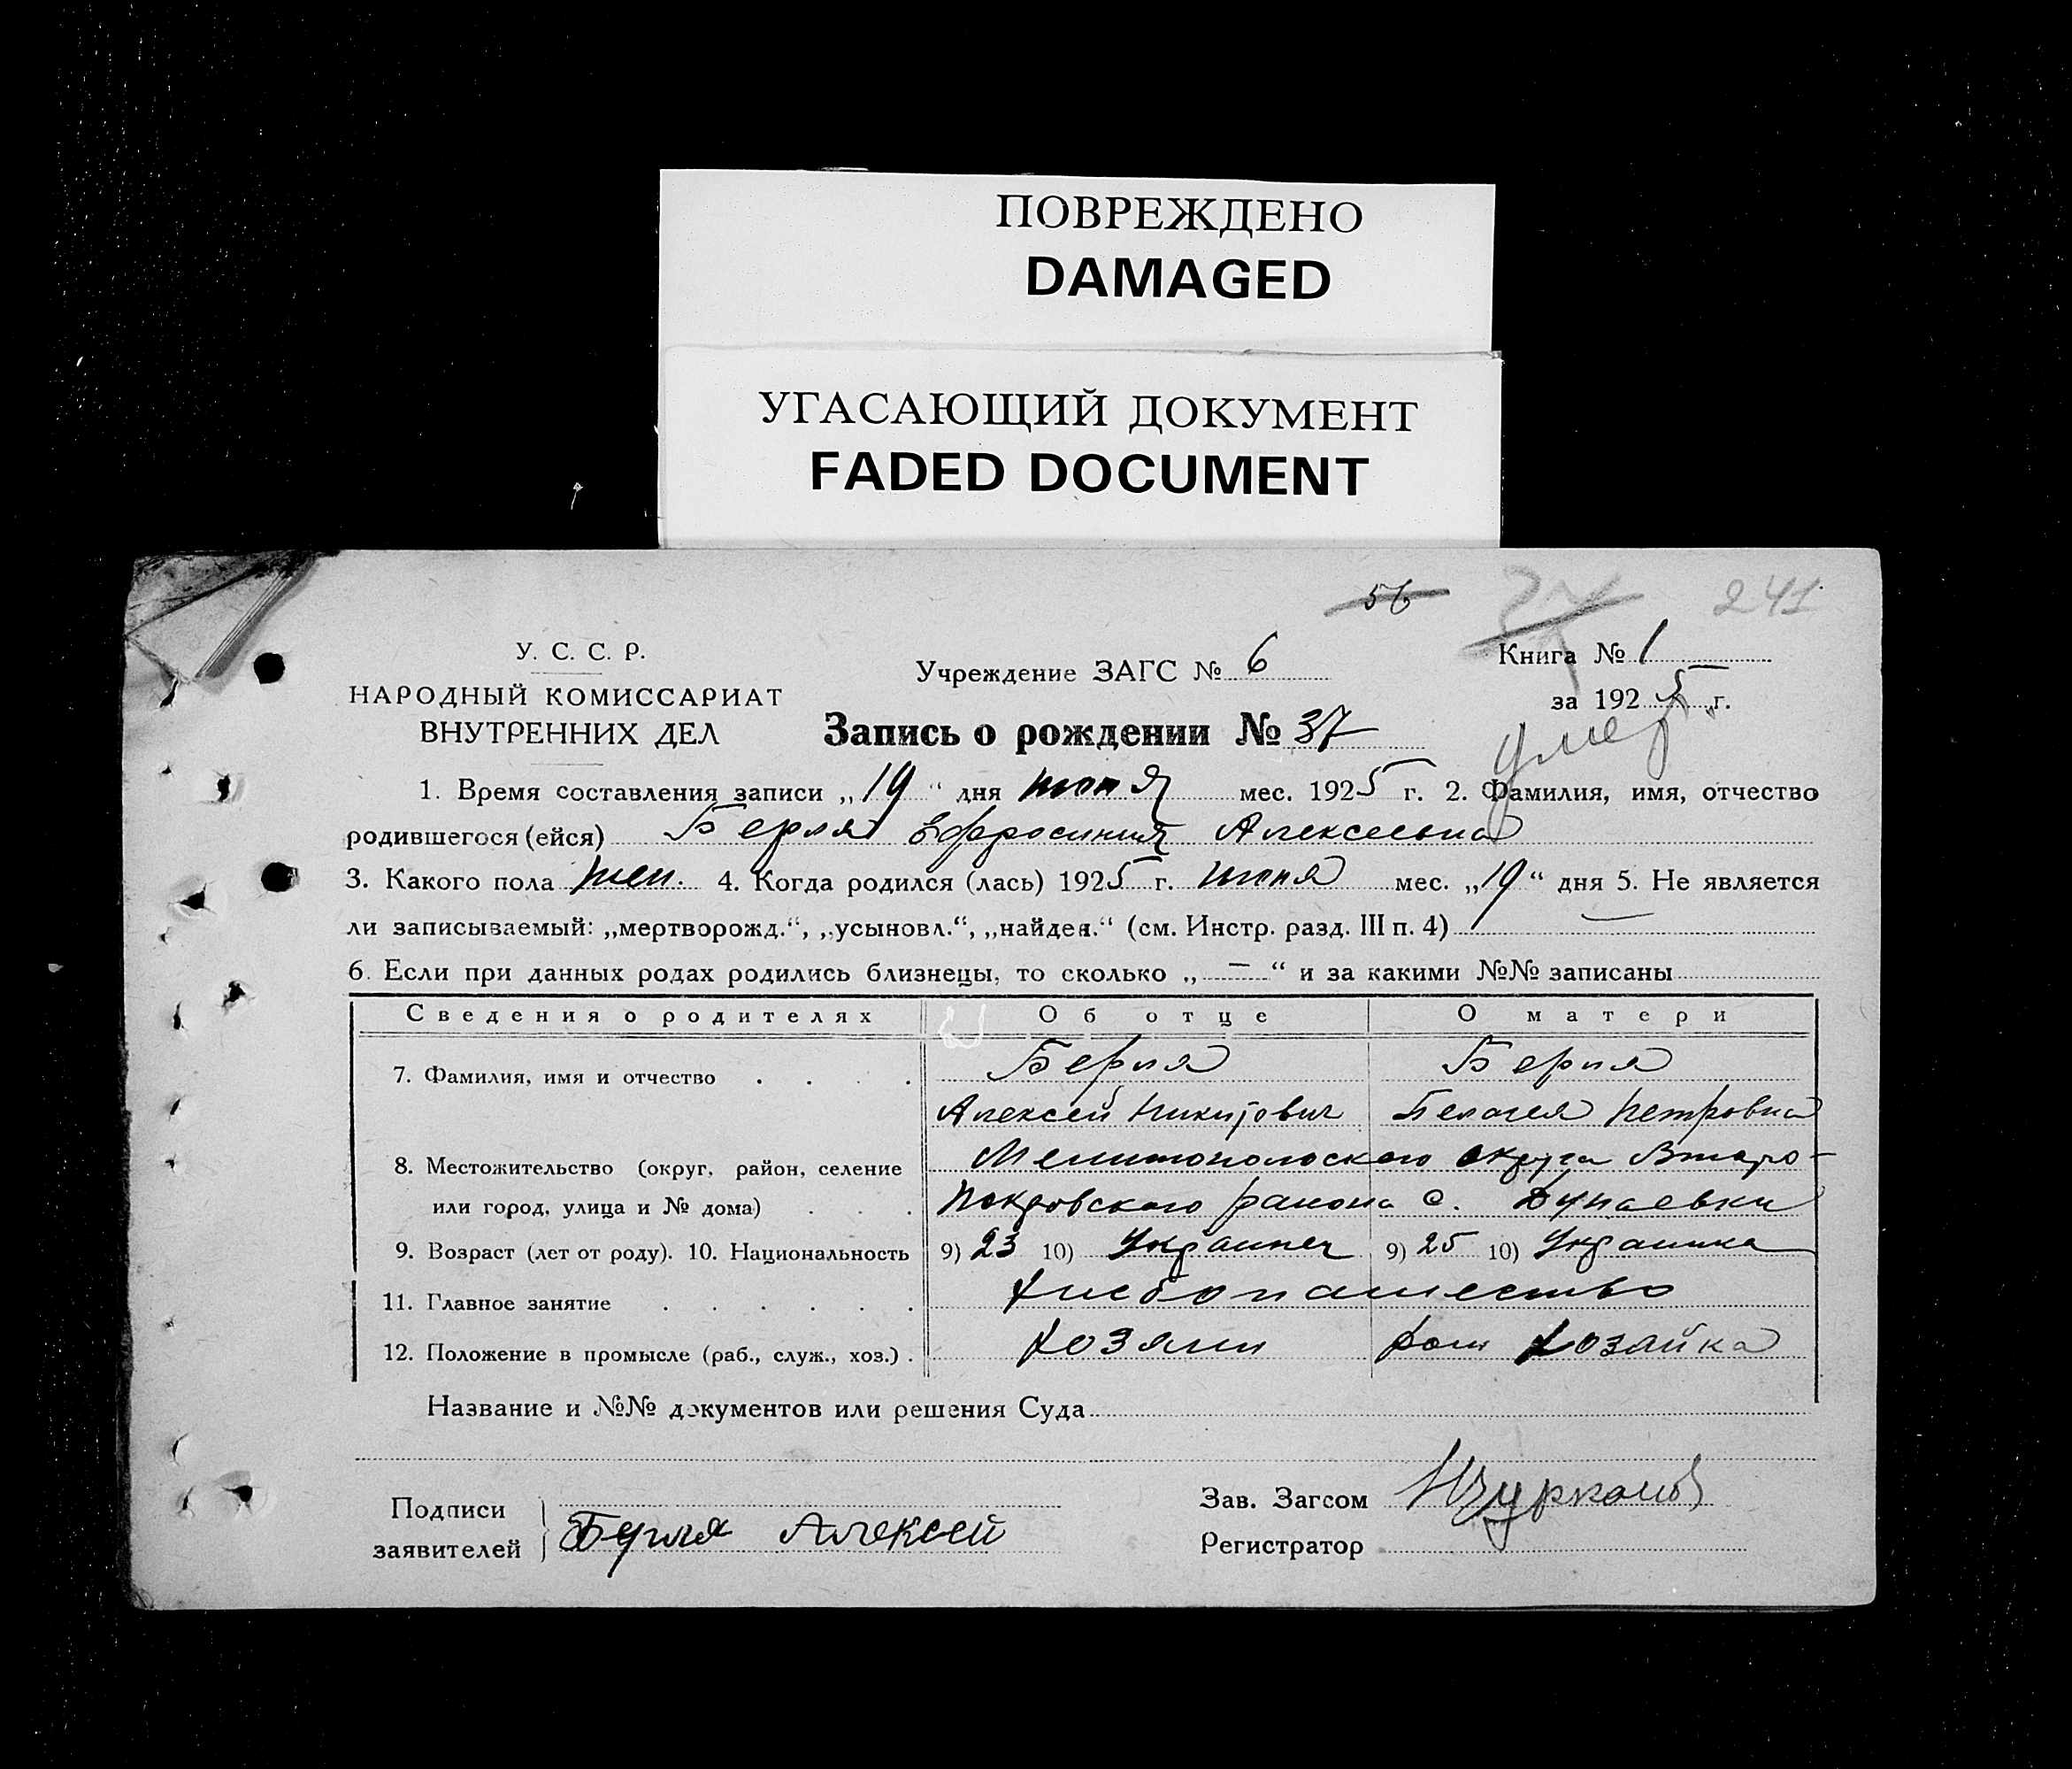 ПОВРЕЖДЕНО
DAMAGED
УГАСАЮЩИЙ ДОКУМЕНТ
FADED DOCUMENT
56 241
У. С. С. Р.
НАРОДНЫЙ КОМИССАРИАТ
ВНУТРЕННИХ ДЕЛ
Учреждение ЗАГС № 6
Книга № 1
за 1925 г.
Запись о рождении № 37
умер
1. Время составления записи „19“ дня июня мес. 1925 г. 2. Фамилия, имя, отчество
родившегося (ейся) Ефросиния Алексеевна
3. Какого пола жен. 4. Когда родился (лась) 1925 г. июня мес. „19“ дня 5. Не является
ли записываемый: „мертворожд.“, „усыновл.“, „найден.“ (см. Инстр. разд. III п. 4) —
6. Если при данных родах родились близнецы, то сколько „—“ и за какими №№ записаны
Сведения о родителях Об отце О матери
7. Фамилия, имя и отчество
Алексей Никитович Пелагея Петровна
8. Местожительство (округ, район, селение Мелитопольского округа Втаро-
или город, улица и № дома) Покровского района с. Дунаевки
9. Возраст (лет от роду). 10. Национальность 9) 23 10) Украинец 9) 25 10) Украинка
11. Главное занятие Хлебопашество
12. Положение в промысле (раб., служ., хоз.) Хозяин дом Хозяйка
Название и №№ документов или решения Суда
Подписи
заявителей Алексей
Зав. Загсом
Регистратор